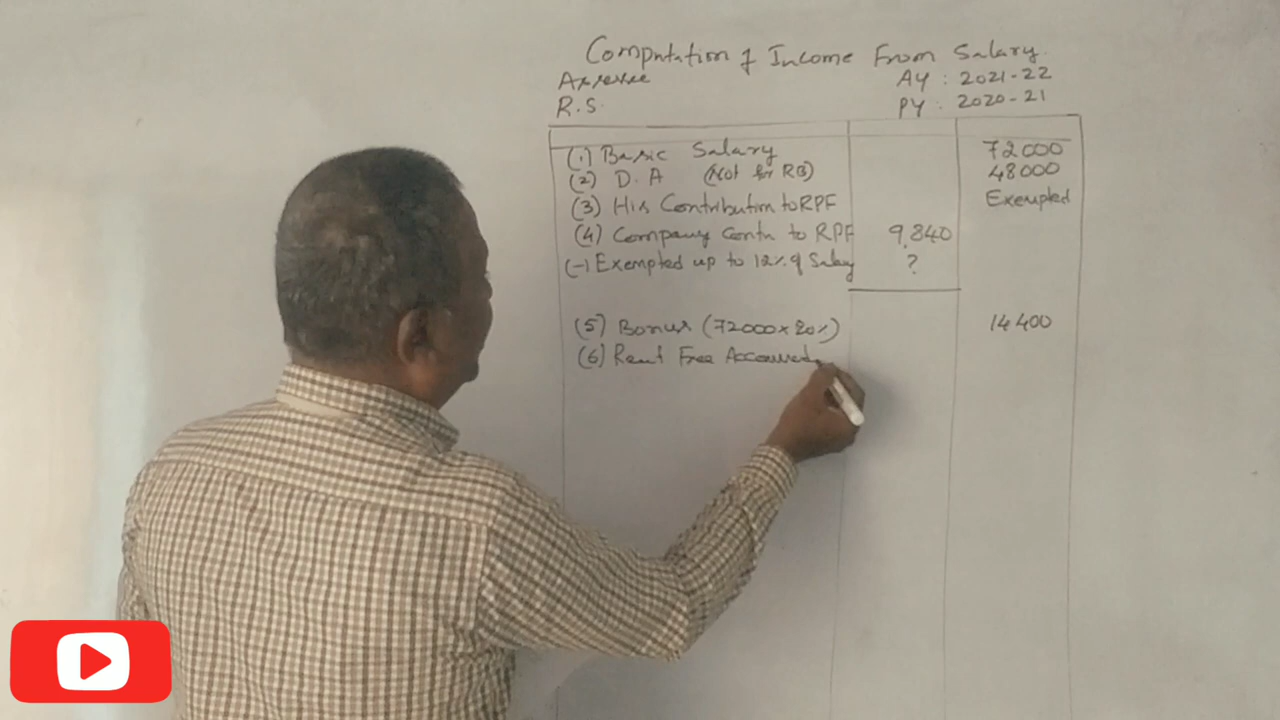 Computation of Income From Salary.
Assessee AY : 2021-22
R.S. PY : 2020-21
(1) Basic Salary 72000
(2) D.A (Not for RB) 48000
(3) His Contribution to RPF Exempted
(4) Company Contn to RPF 9,840
(-) Exempted up to 12% of Salary ?
(5) Bonus (72000 x 20%) 14400
(6) Rent Free